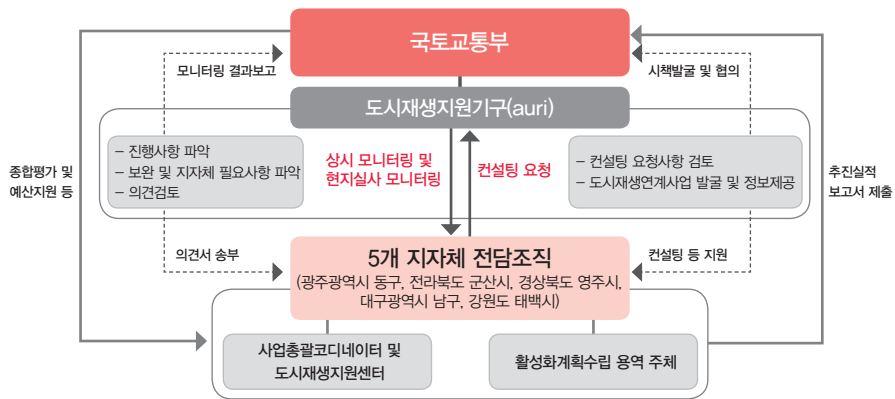 국토교통부
모니터링 결과보고
시책발굴 및 협의
도시재생지원기구(auri)
종합평가 및
예산지원 등
– 진행사항 파악
– 보완 및 지자체 필요사항 파악
– 의견검토
상시 모니터링 및
현지실사 모니터링
컨설팅 요청
– 컨설팅 요청사항 검토
– 도시재생연계사업 발굴 및 정보제공
추진실적
보고서 제출
의견서 송부
컨설팅 등 지원
5개 지자체 전담조직
(광주광역시 동구, 전라북도 군산시, 경상북도 영주시,
대구광역시 남구, 강원도 태백시)
사업총괄코디네이터 및
도시재생지원센터
활성화계획수립 용역 주체